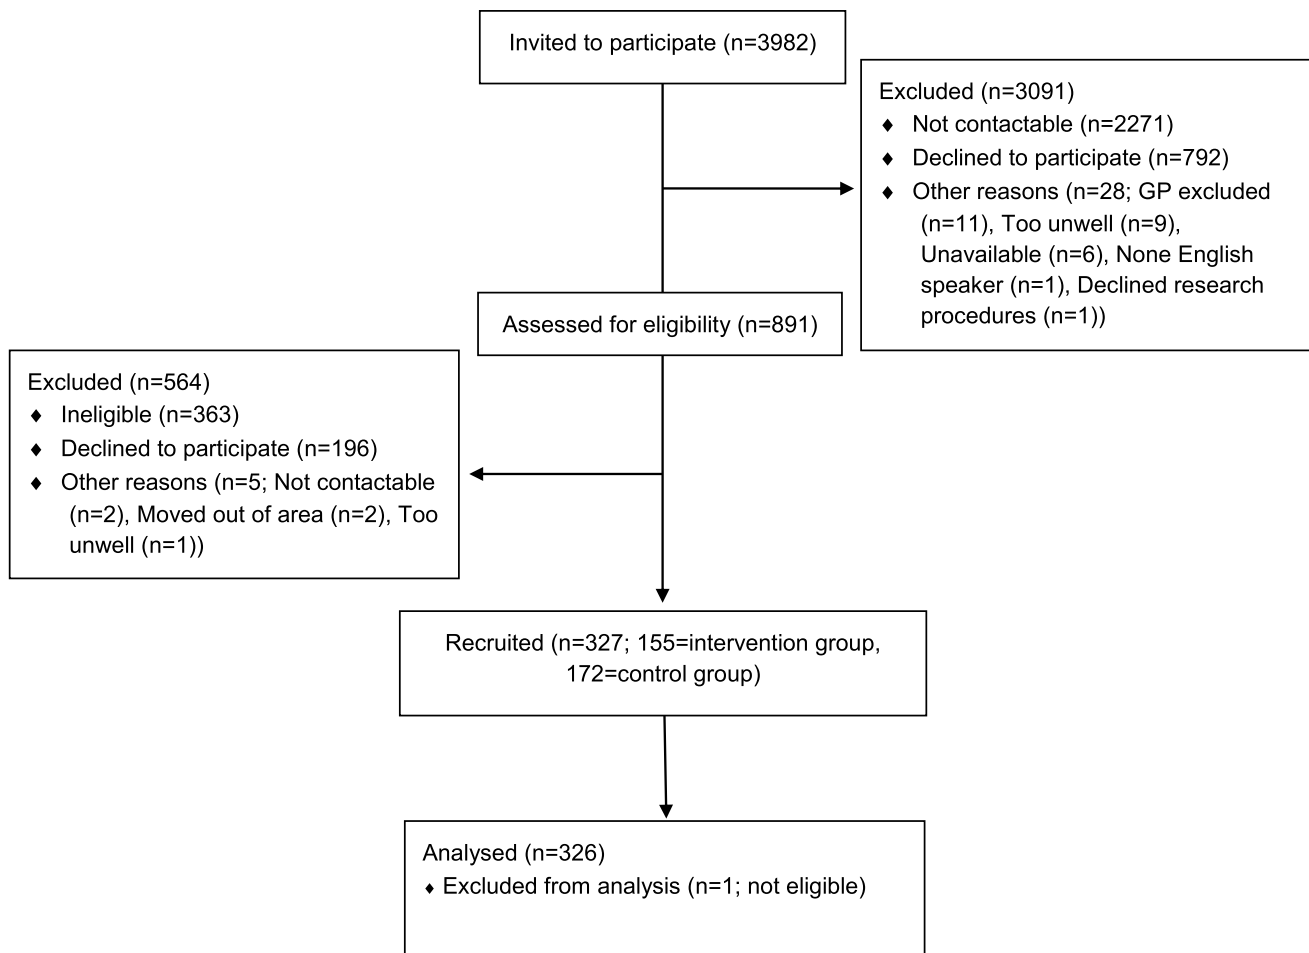 Invited to participate (n=3982)
Excluded (n=3091)
♦ Not contactable (n=2271)
♦ Declined to participate (n=792)
♦ Other reasons (n=28; GP excluded
(n=11), Too unwell (n=9),
Unavailable (n=6), None English
speaker (n=1), Declined research
procedures (n=1))
Assessed for eligibility (n=891)
Excluded (n=564)
♦ Ineligible (n=363)
♦ Declined to participate (n=196)
♦ Other reasons (n=5; Not contactable
(n=2), Moved out of area (n=2), Too
unwell (n=1))
Recruited (n=327; 155=intervention group,
172=control group)
Analysed (n=326)
♦ Excluded from analysis (n=1; not eligible)